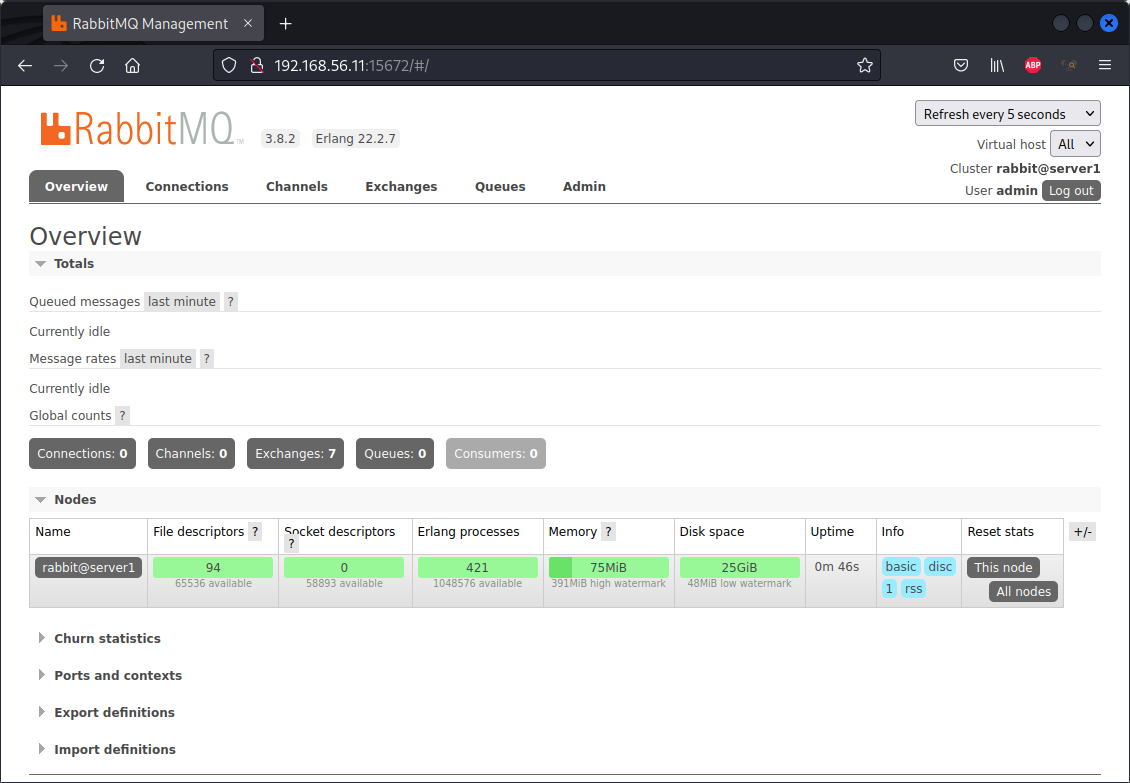 RabbitMQ Management
192.168.56.11:15672/#/
ABP
RabbitMQ TM 3.8.2 Erlang 22.2.7
Refresh every 5 seconds
Virtual host All
Cluster rabbit@server1
User admin Log out
Overview Connections Channels Exchanges Queues Admin
Overview
Totals
Queued messages last minute ?
Currently idle
Message rates last minute ?
Currently idle
Global counts ?
Connections: 0 Channels: 0 Exchanges: 7 Queues: 0 Consumers: 0
Nodes
Name File descriptors ? Socket descriptors ? Erlang processes Memory ? Disk space Uptime Info Reset stats +/-
rabbit@server1 94 0 421 75MiB 25GiB 0m 46s basic disc This node
65536 available 58893 available 1048576 available 391MiB high watermark 48MiB low watermark
1 rss All nodes
Churn statistics
Ports and contexts
Export definitions
Import definitions